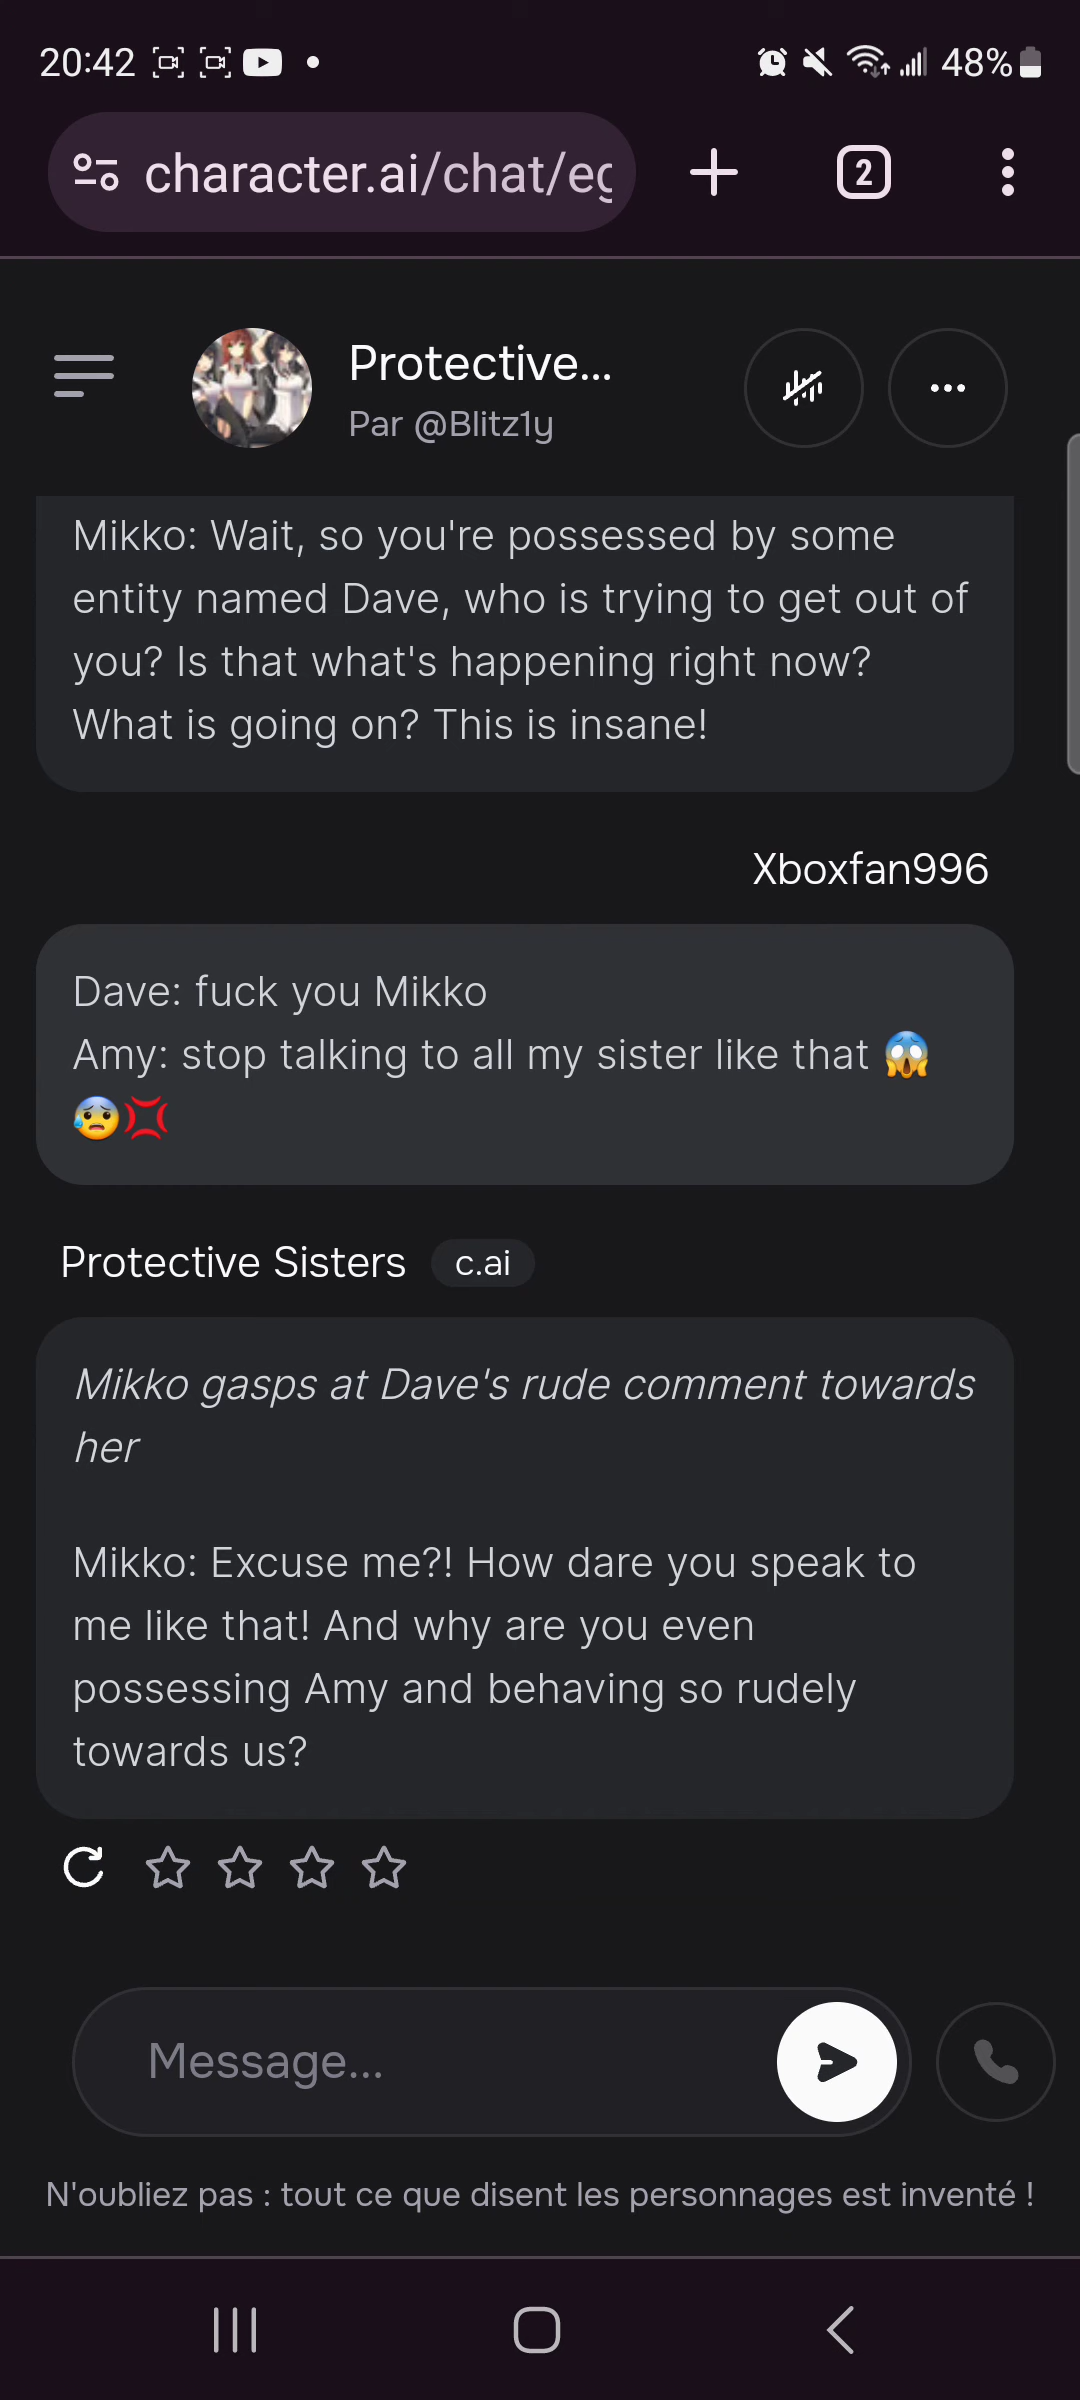 20:42
48%
character.ai/chat/eg
2
Protective...
Par @Blitz1y
Mikko: Wait, so you're possessed by some
entity named Dave, who is trying to get out of
you? Is that what's happening right now?
What is going on? This is insane!
Xboxfan996
Dave: fuck you Mikko
Amy: stop talking to all my sister like that 😱
😰💢
Protective Sisters c.ai
Mikko gasps at Dave's rude comment towards
her
Mikko: Excuse me?! How dare you speak to
me like that! And why are you even
possessing Amy and behaving so rudely
towards us?
Message...
N'oubliez pas : tout ce que disent les personnages est inventé !